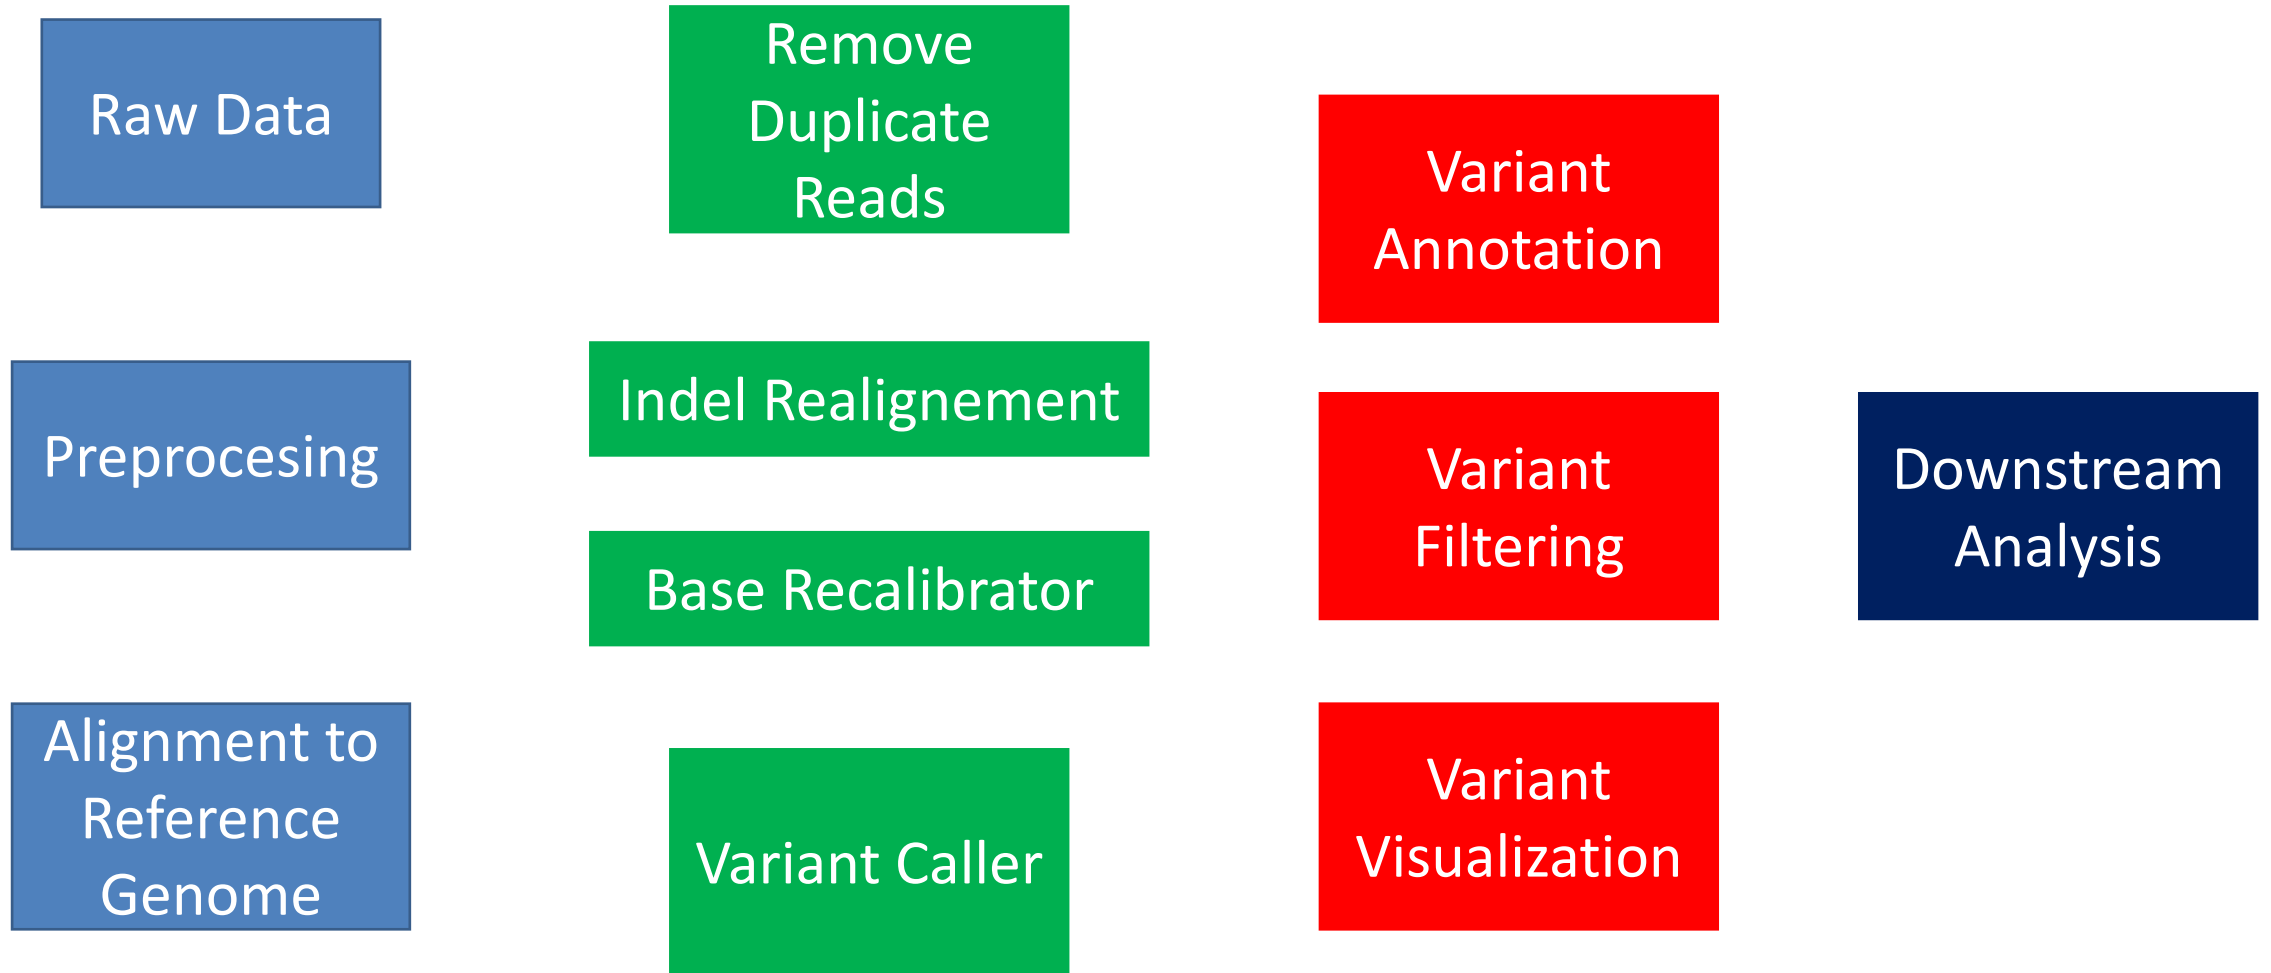 Raw Data
Preprocesing
Alignment to
Reference
Genome
Remove
Duplicate
Reads
Indel Realignement
Base Recalibrator
Variant Caller
Variant
Annotation
Variant
Filtering
Variant
Visualization
Downstream
Analysis